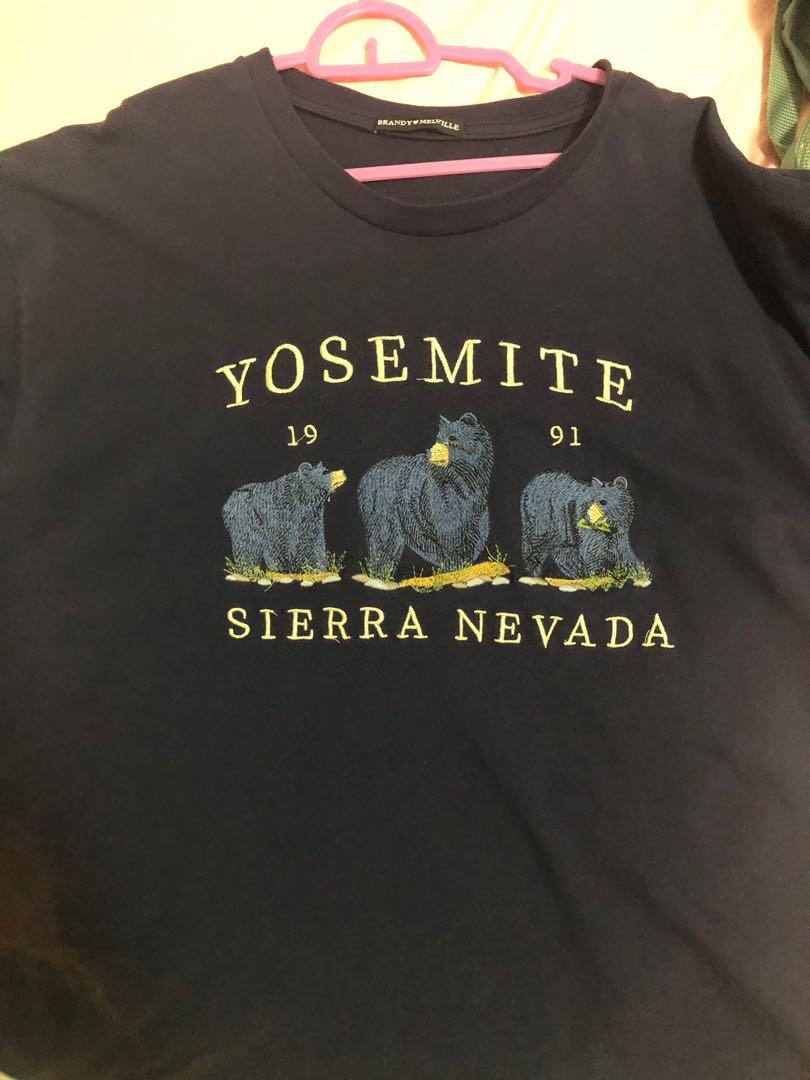 BRANDY♥MELVILLE
YOSEMITE
19 91
SIERRA NEVADA